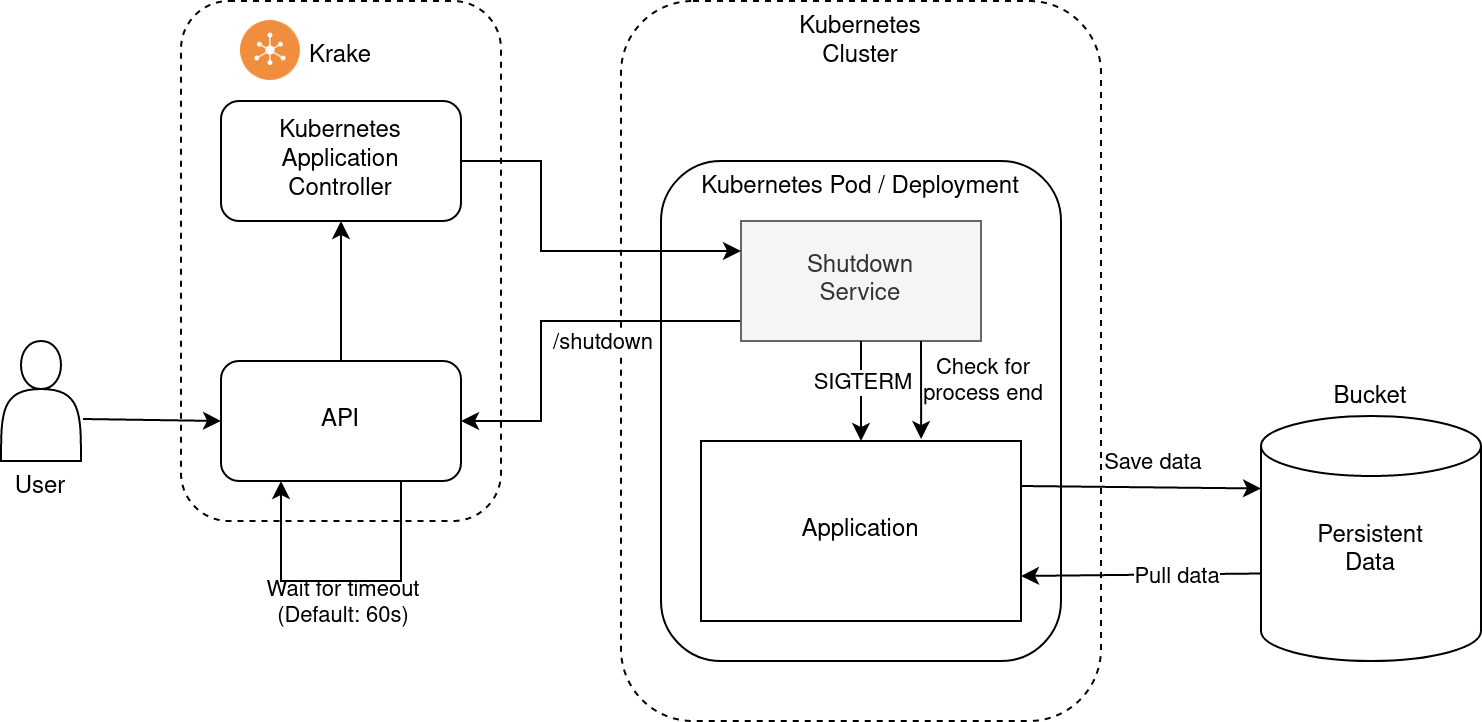 Krake
Kubernetes
Application
Controller
API
User
Wait for timeout
(Default: 60s)
/shutdown
Kubernetes
Cluster
Kubernetes Pod / Deployment
Shutdown
Service
SIGTERM
Check for
process end
Application
Save data
Pull data
Bucket
Persistent
Data